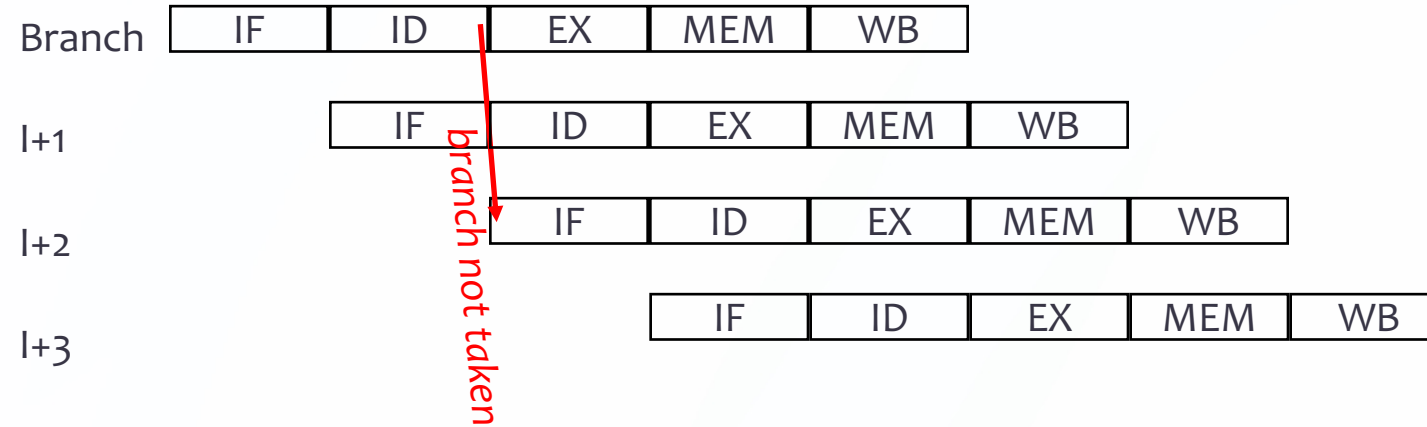 Branch IF ID EX MEM WB
I+1 IF ID EX MEM WB
branch not taken
I+2 IF ID EX MEM WB
I+3 IF ID EX MEM WB